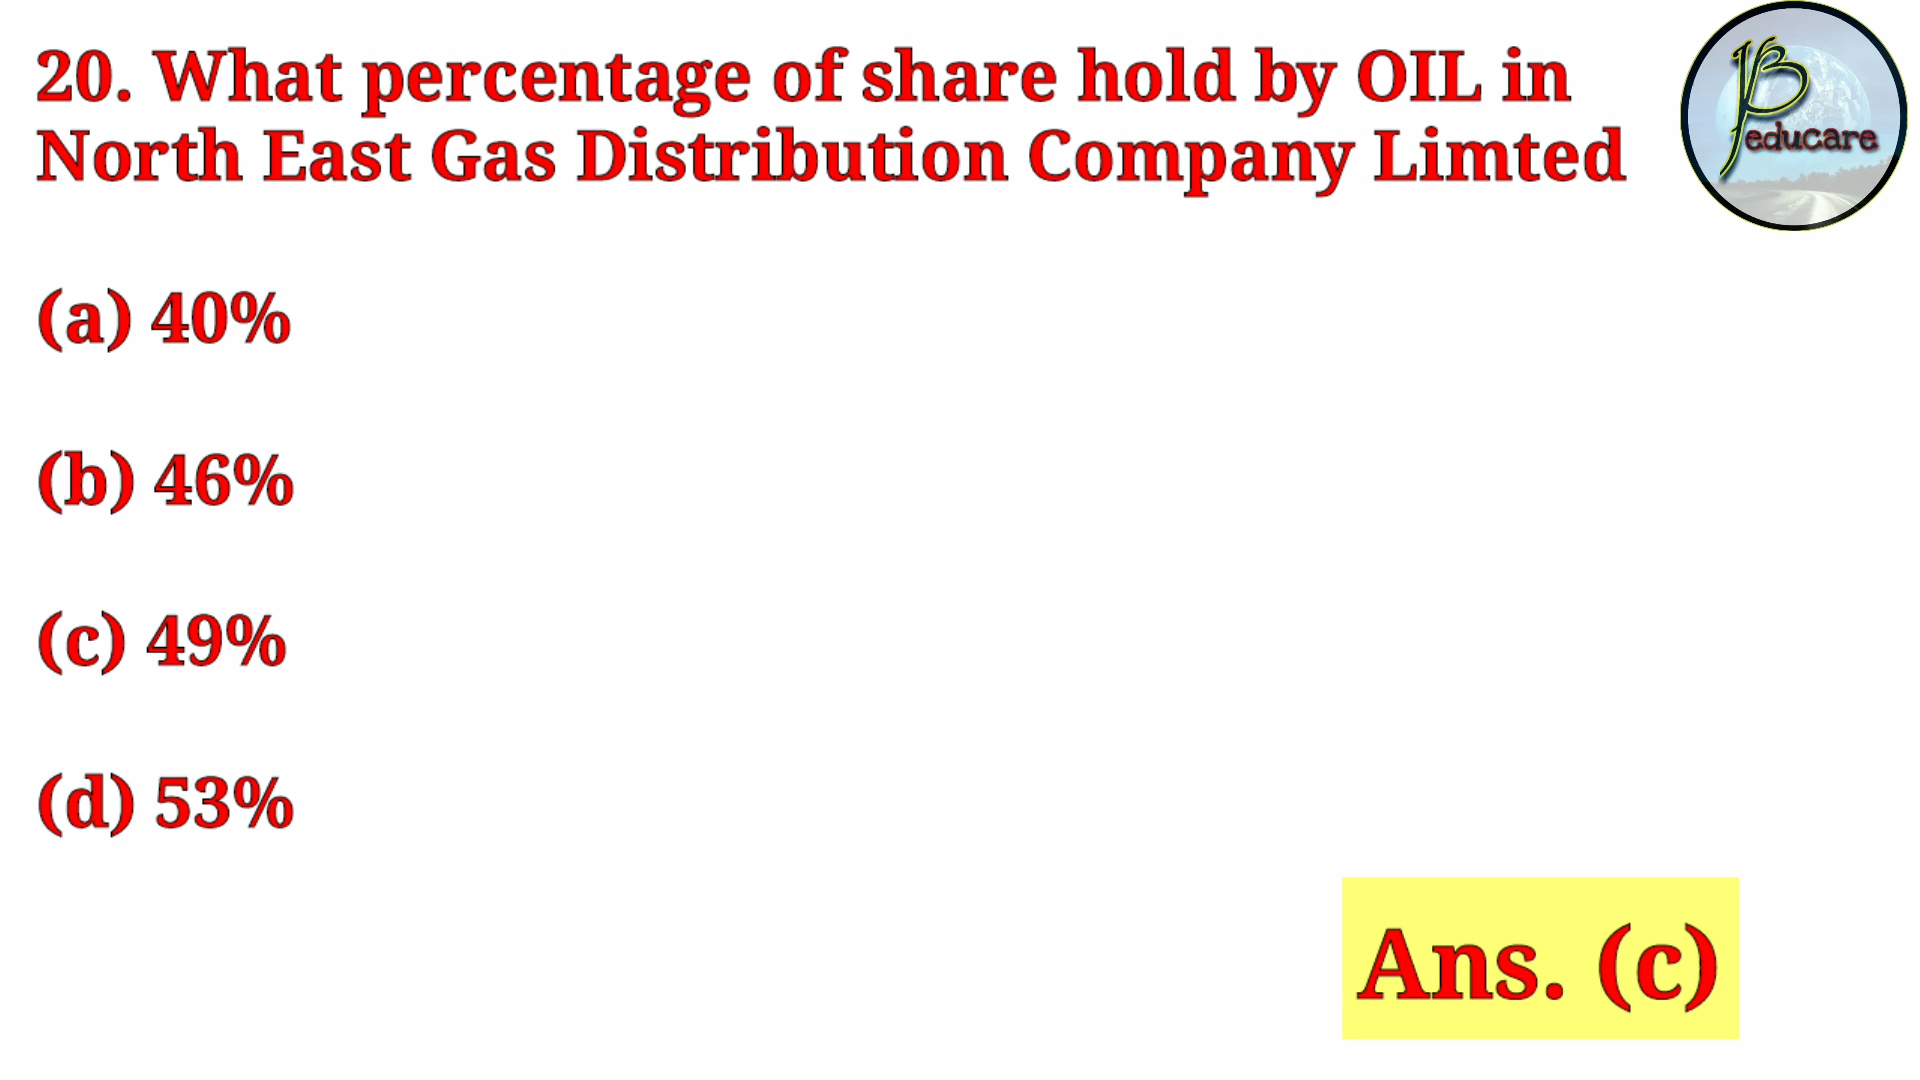 20. What percentage of share hold by OIL in
North East Gas Distribution Company Limted
(a) 40%
(b) 46%
(c) 49%
(d) 53%
Ans. (c)
educare